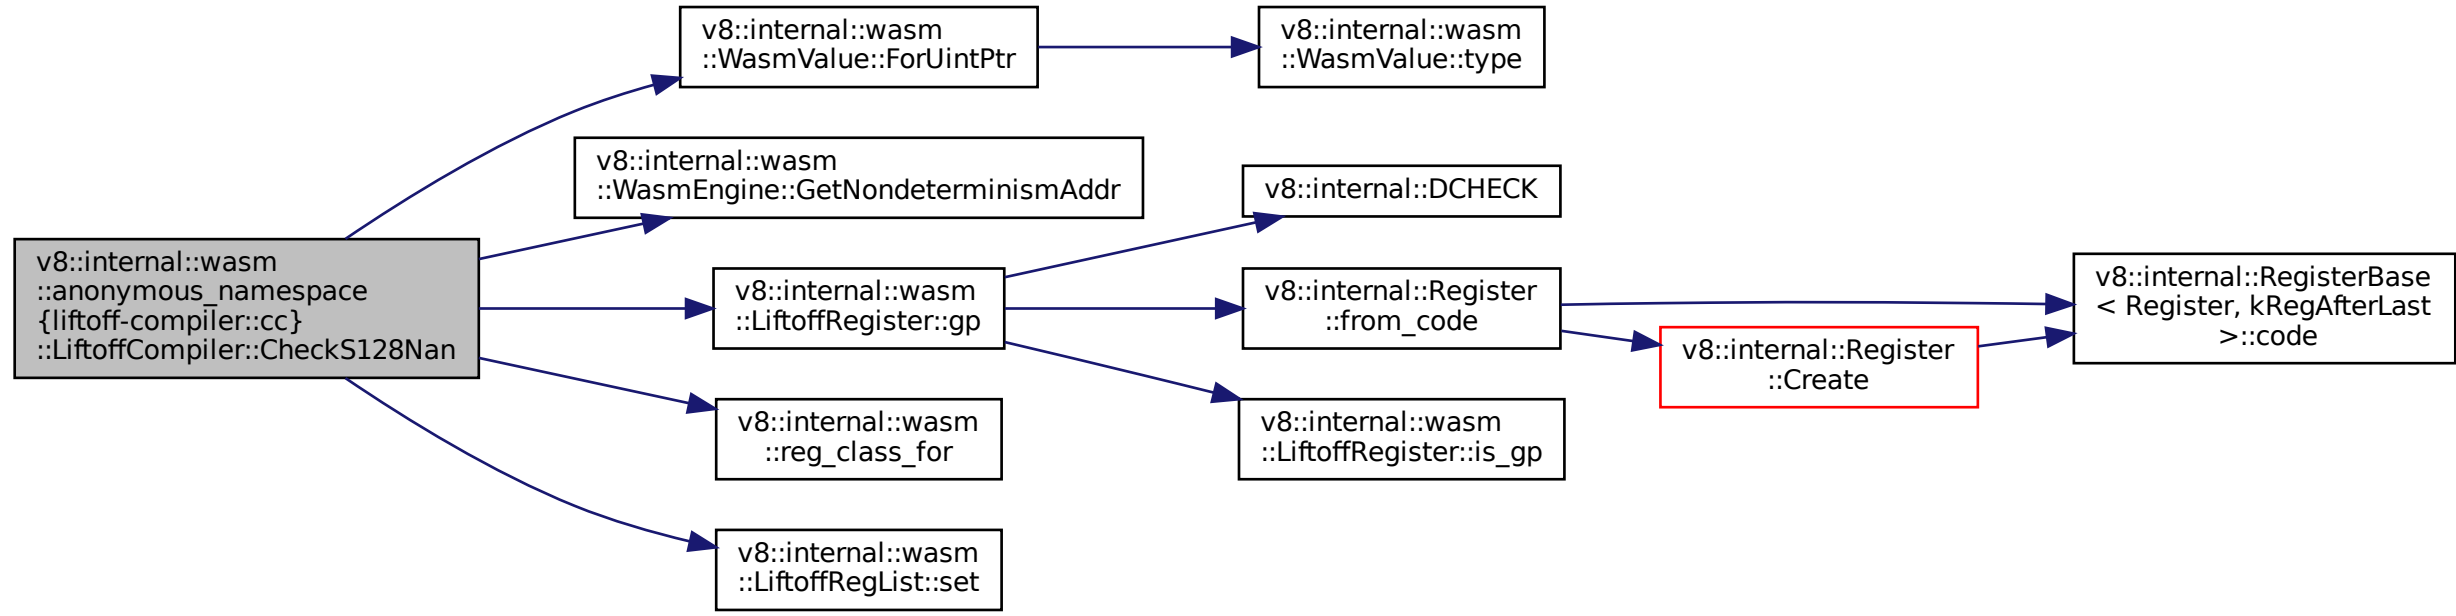 v8::internal::wasm
::anonymous_namespace
{liftoff-compiler::cc}
::LiftoffCompiler::CheckS128Nan
v8::internal::wasm
::WasmValue::ForUintPtr
v8::internal::wasm
::WasmValue::type
v8::internal::wasm
::WasmEngine::GetNondeterminismAddr
v8::internal::wasm
::LiftoffRegister::gp
v8::internal::DCHECK
v8::internal::Register
::from_code
v8::internal::RegisterBase
< Register, kRegAfterLast
>::code
v8::internal::Register
::Create
v8::internal::wasm
::LiftoffRegister::is_gp
v8::internal::wasm
::reg_class_for
v8::internal::wasm
::LiftoffRegList::set